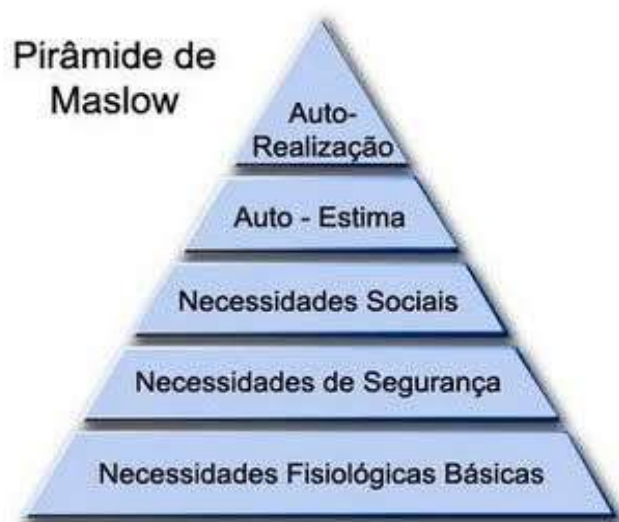 Pirâmide de
Maslow
Auto-
Realização
Auto - Estima
Necessidades Sociais
Necessidades de Segurança
Necessidades Fisiológicas Básicas